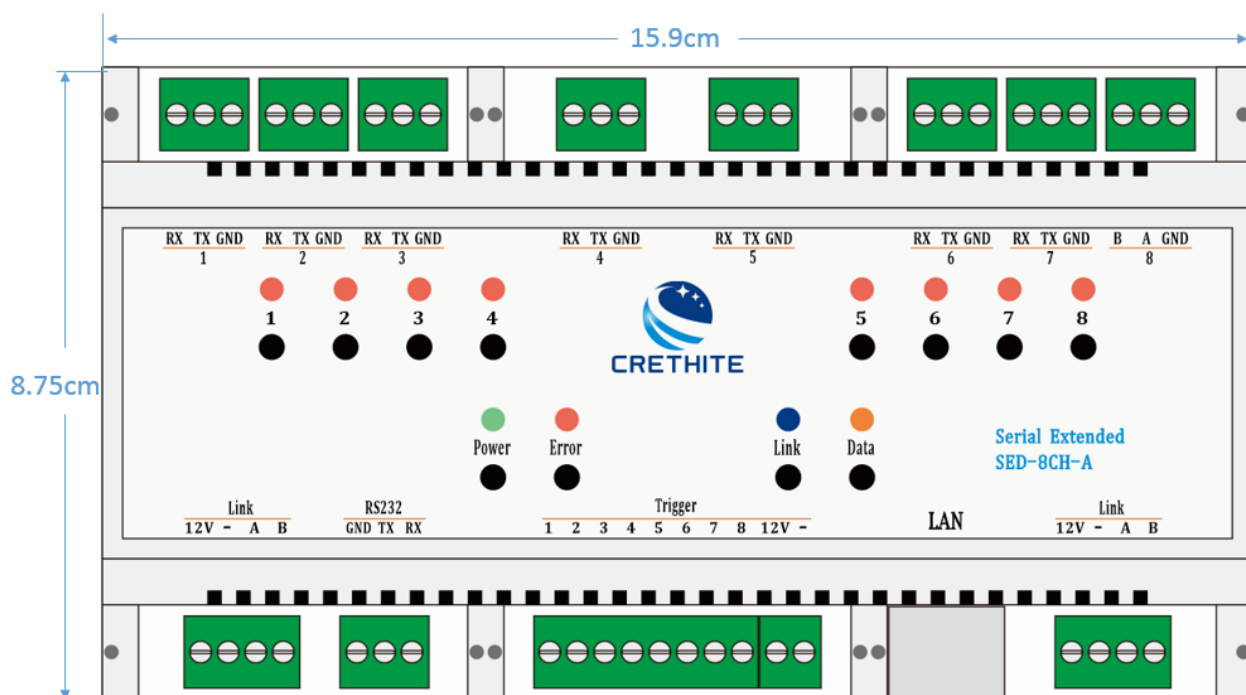 15.9cm
8.75cm
RX TX GND RX TX GND RX TX GND RX TX GND RX TX GND RX TX GND RX TX GND B A GND
1 2 3 4 5 6 7 8
1 2 3 4 5 6 7 8
CRETHITE
Power Error Link Data
Serial Extended
SED-8CH-A
Link RS232 Trigger LAN Link
12V - A B GND TX RX 1 2 3 4 5 6 7 8 12V - 12V - A B